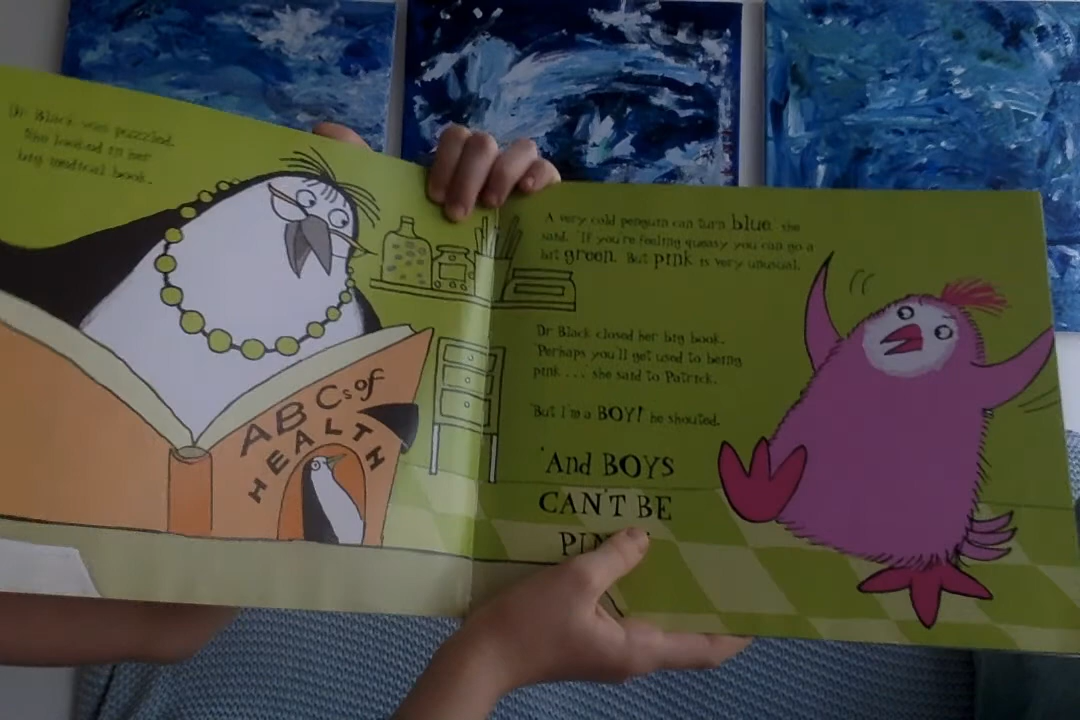 Dr Black was puzzled.
She looked in her
big medical book.
ABCs of
HEALTH
A very cold penguin can turn blue,' she
said. 'If you're feeling queasy you can go a
bit green. But pink is very unusual.
Dr Black closed her big book.
'Perhaps you'll get used to being
pink . . . .' she said to Patrick.
'But I'm a BOY!' he shouted.
'And BOYS
CAN'T BE